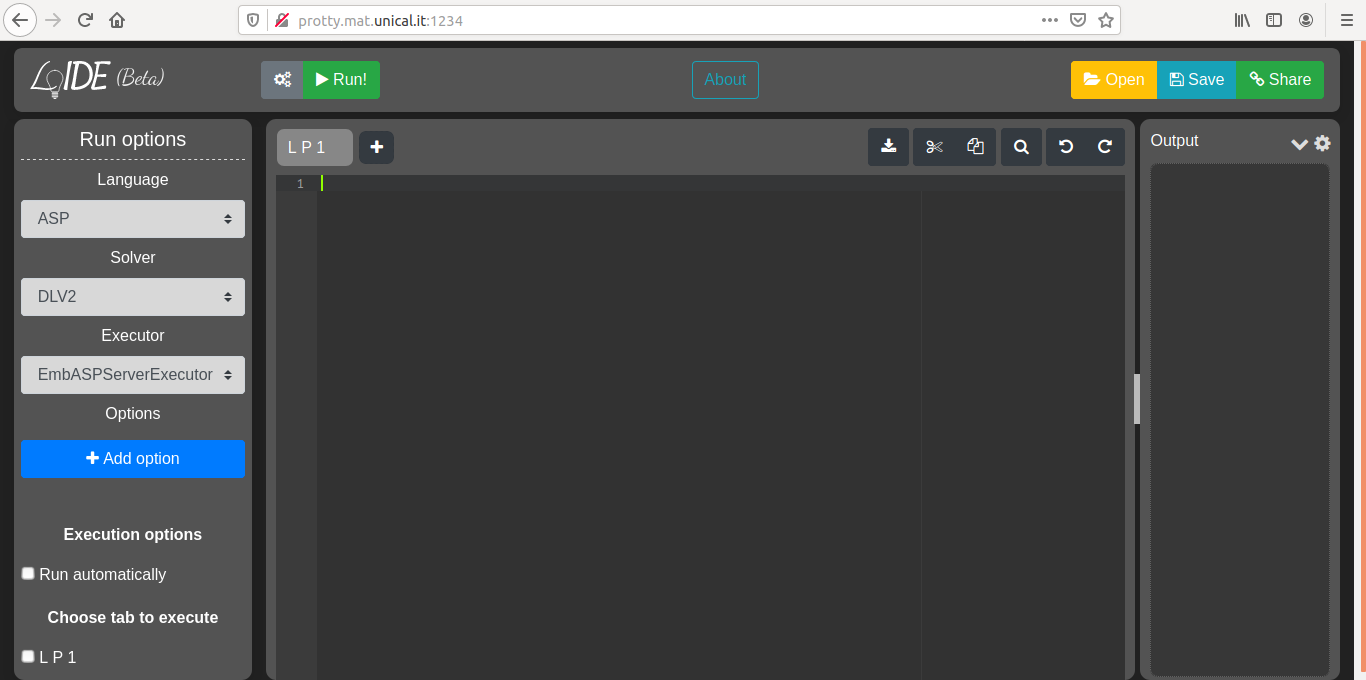 protty.mat.unical.it:1234
LoIDE (Beta)
Run!
About
Open
Save
Share
Run options
Language
ASP
Solver
DLV2
Executor
EmbASPServerExecutor
Options
Add option
Execution options
Run automatically
Choose tab to execute
L P 1
L P 1
1
Output